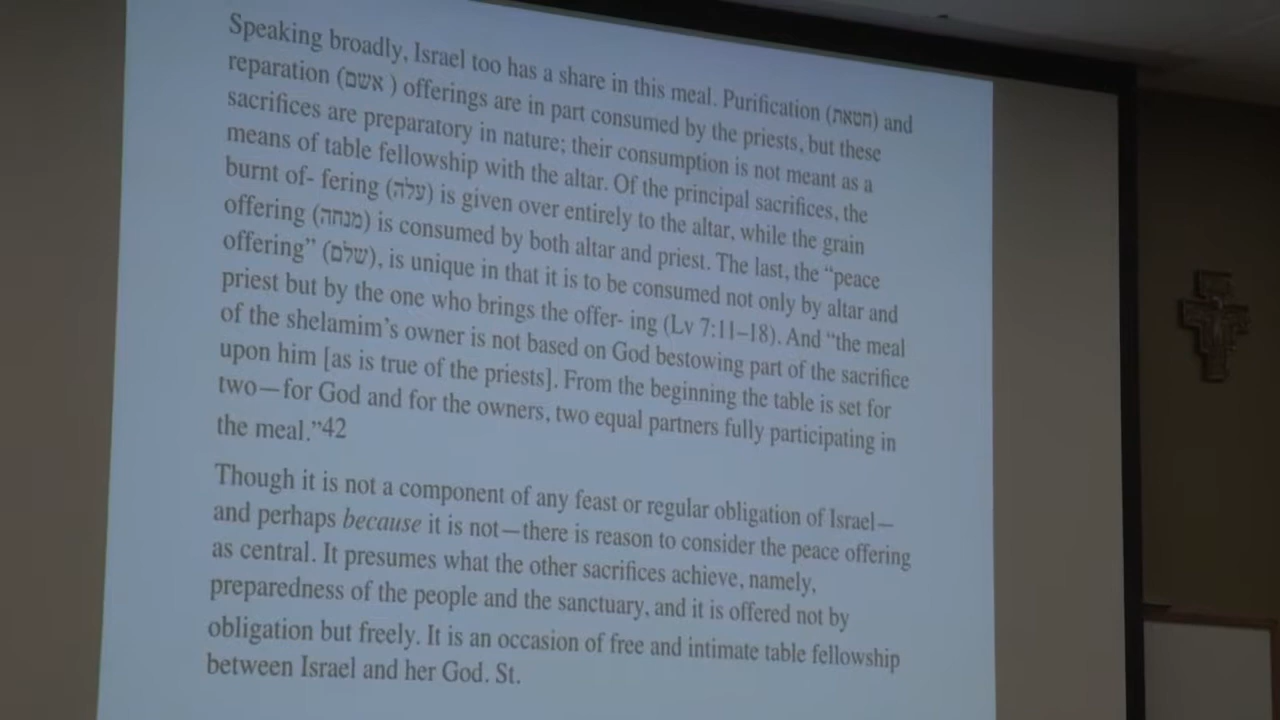 Speaking broadly, Israel too has a share in this meal. Purification (חטאת) and
reparation (אשם ) offerings are in part consumed by the priests, but these
sacrifices are preparatory in nature; their consumption is not meant as a
means of table fellowship with the altar. Of the principal sacrifices, the
burnt of- fering (עלה) is given over entirely to the altar, while the grain
offering (מנחה) is consumed by both altar and priest. The last, the “peace
offering” (שלם), is unique in that it is to be consumed not only by altar and
priest but by the one who brings the offer- ing (Lv 7:11–18). And “the meal
of the shelamim’s owner is not based on God bestowing part of the sacrifice
upon him [as is true of the priests]. From the beginning the table is set for
two—for God and for the owners, two equal partners fully participating in
the meal.”42
Though it is not a component of any feast or regular obligation of Israel—
and perhaps because it is not—there is reason to consider the peace offering
as central. It presumes what the other sacrifices achieve, namely,
preparedness of the people and the sanctuary, and it is offered not by
obligation but freely. It is an occasion of free and intimate table fellowship
between Israel and her God. St.